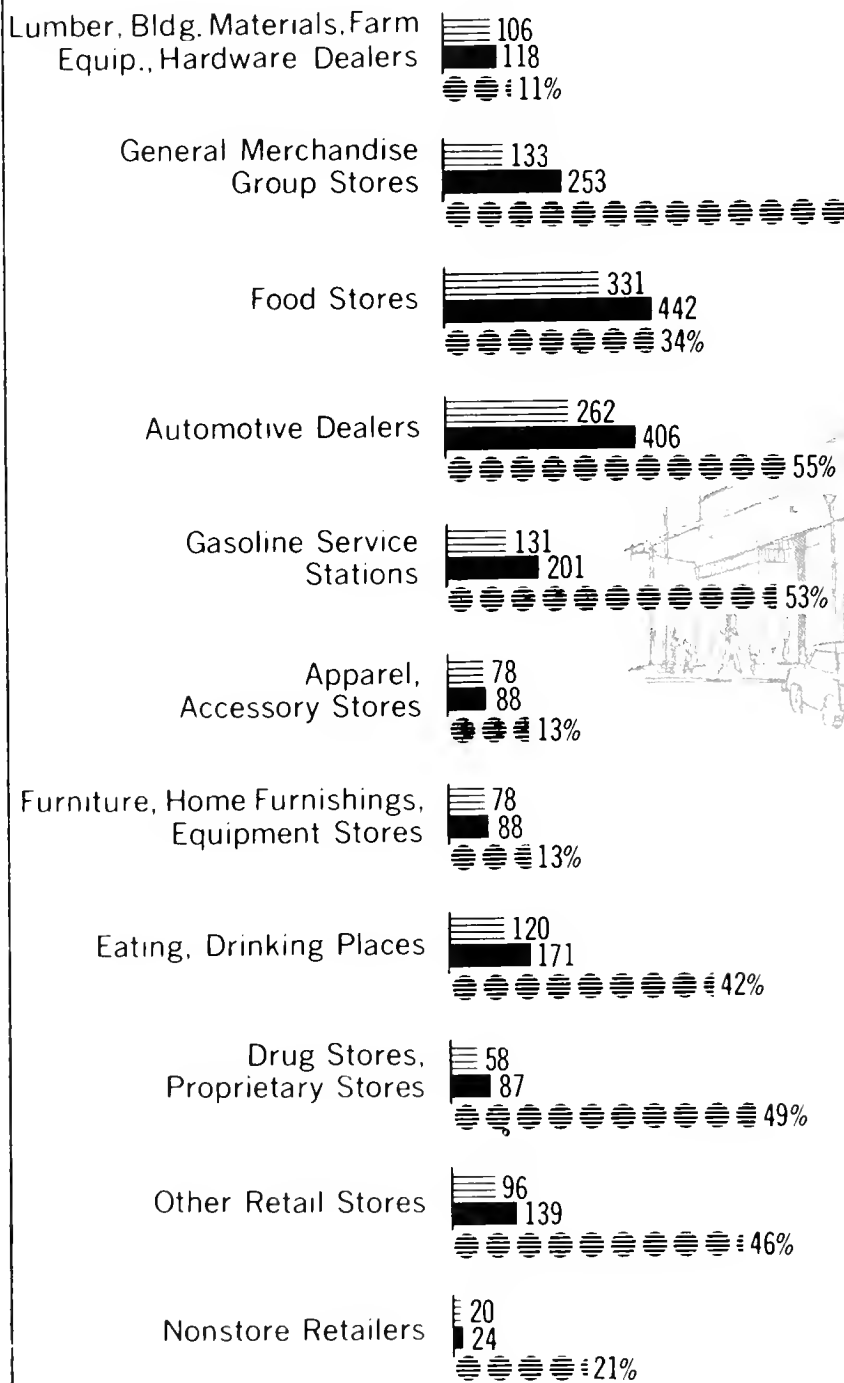 Lumber, Bldg. Materials, Farm
Equip., Hardware Dealers
106
118
11%
General Merchandise
Group Stores
133
253
Food Stores
331
442
34%
Automotive Dealers
262
406
55%
Gasoline Service
Stations
131
201
53%
Apparel,
Accessory Stores
78
88
13%
Furniture, Home Furnishings,
Equipment Stores
78
88
13%
Eating, Drinking Places
120
171
42%
Drug Stores,
Proprietary Stores
58
87
49%
Other Retail Stores
96
139
46%
Nonstore Retailers
20
24
21%